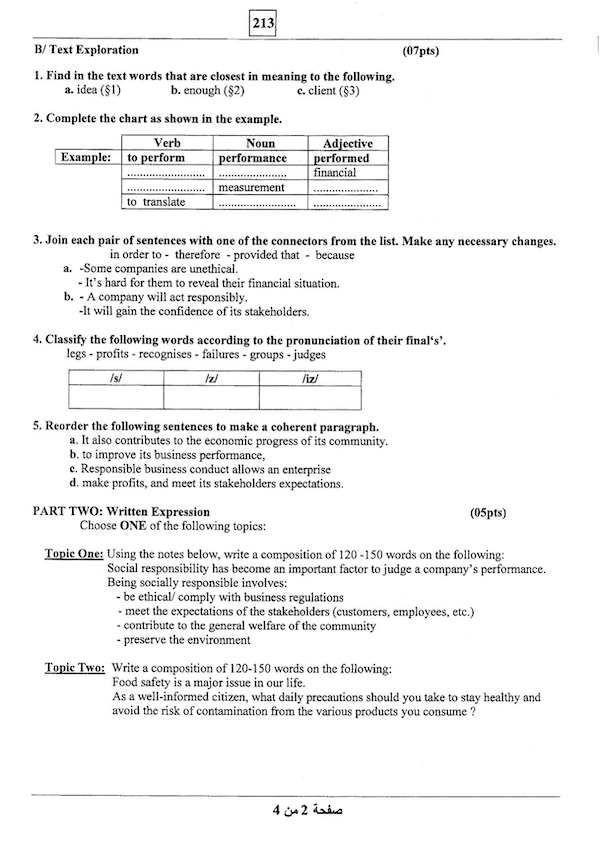 213
B/ Text Exploration (07pts)
1. Find in the text words that are closest in meaning to the following.
a. idea (§1) b. enough (§2) c. client (§3)
2. Complete the chart as shown in the example.
Verb Noun Adjective
Example: to perform performance performed
......................... ...................... financial
......................... measurement .....................
to translate ......................... ......................
3. Join each pair of sentences with one of the connectors from the list. Make any necessary changes.
in order to - therefore - provided that - because
a. -Some companies are unethical.
- It's hard for them to reveal their financial situation.
b. - A company will act responsibly.
-It will gain the confidence of its stakeholders.
4. Classify the following words according to the pronunciation of their final's'.
legs - profits - recognises - failures - groups - judges
/s/ /z/ /iz/
5. Reorder the following sentences to make a coherent paragraph.
a. It also contributes to the economic progress of its community.
b. to improve its business performance,
c. Responsible business conduct allows an enterprise
d. make profits, and meet its stakeholders expectations.
PART TWO: Written Expression (05pts)
Choose ONE of the following topics:
Topic One: Using the notes below, write a composition of 120 -150 words on the following:
Social responsibility has become an important factor to judge a company's performance.
Being socially responsible involves:
- be ethical/ comply with business regulations
- meet the expectations of the stakeholders (customers, employees, etc.)
- contribute to the general welfare of the community
- preserve the environment
Topic Two: Write a composition of 120-150 words on the following:
Food safety is a major issue in our life.
As a well-informed citizen, what daily precautions should you take to stay healthy and
avoid the risk of contamination from the various products you consume ?
صفحة 2 من 4